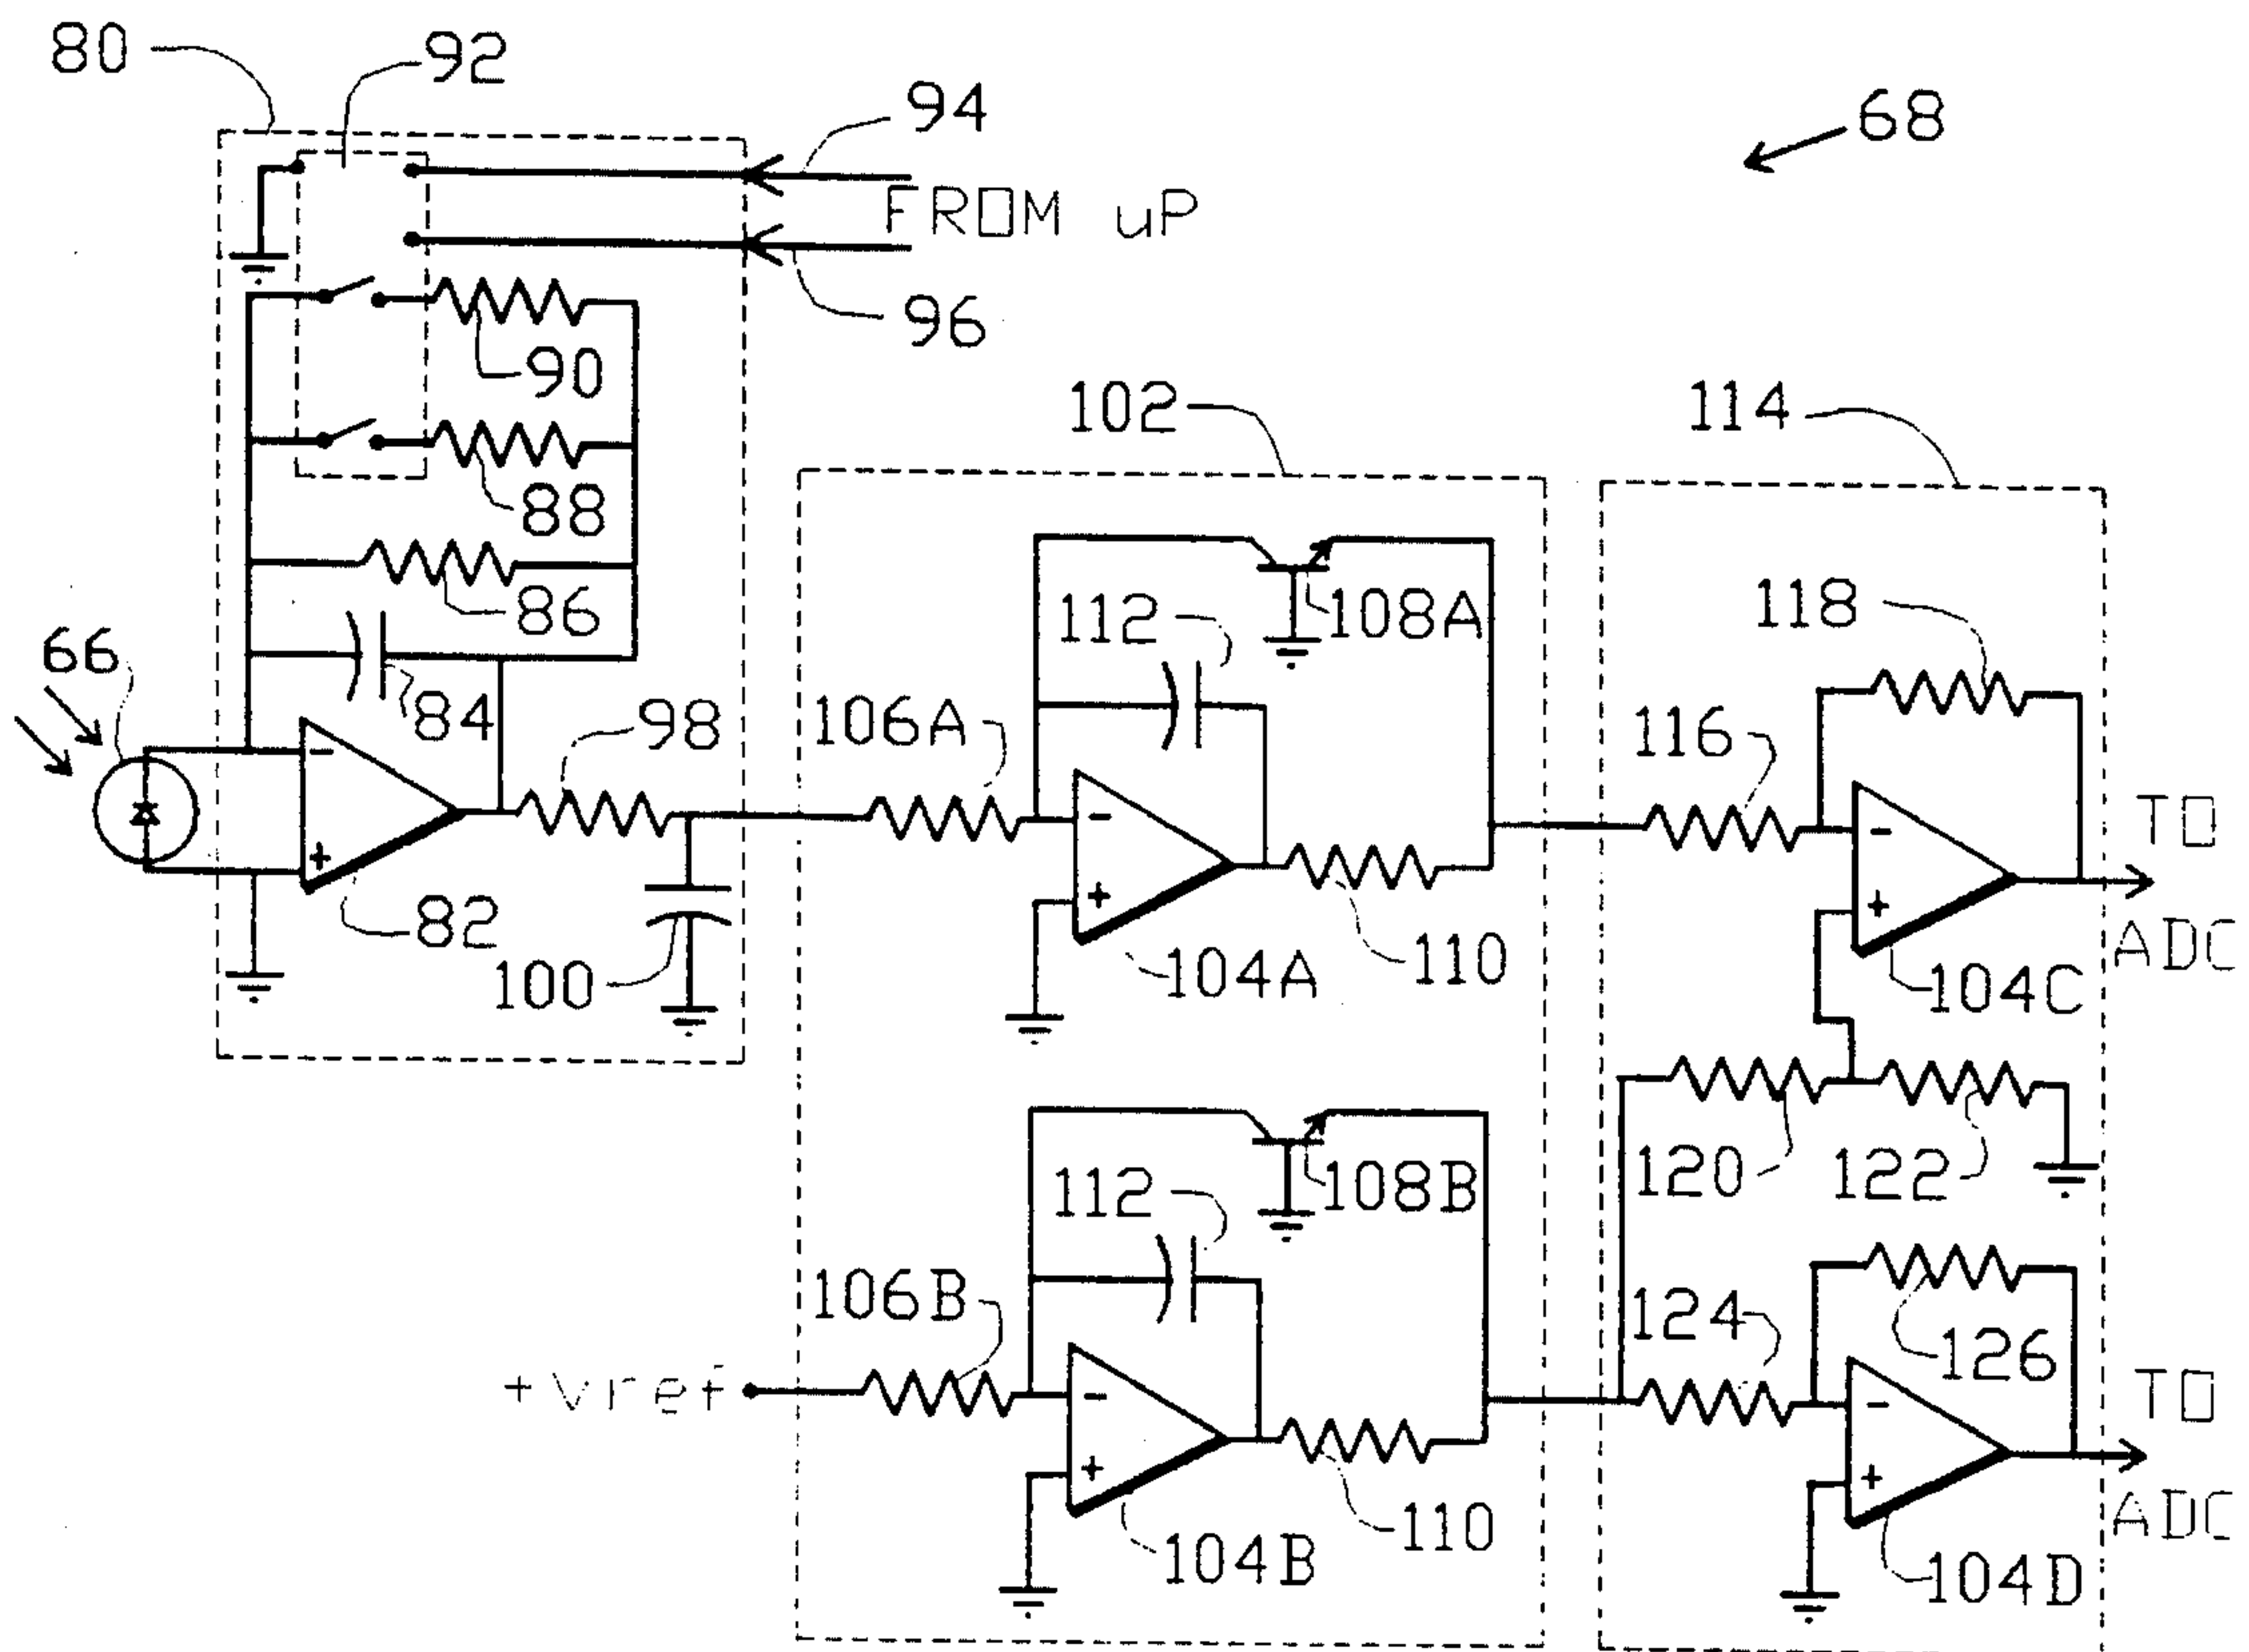 80
92
94
68
FROM uP
96
90
102
114
88
86
112
108A
118
66
84
98
106A
116
TO
82
100
104A
110
104C
ADC
120
122
112
108B
106B
124
126
+vref
TO
104B
110
104D
ADC
- + - + - + - + - +